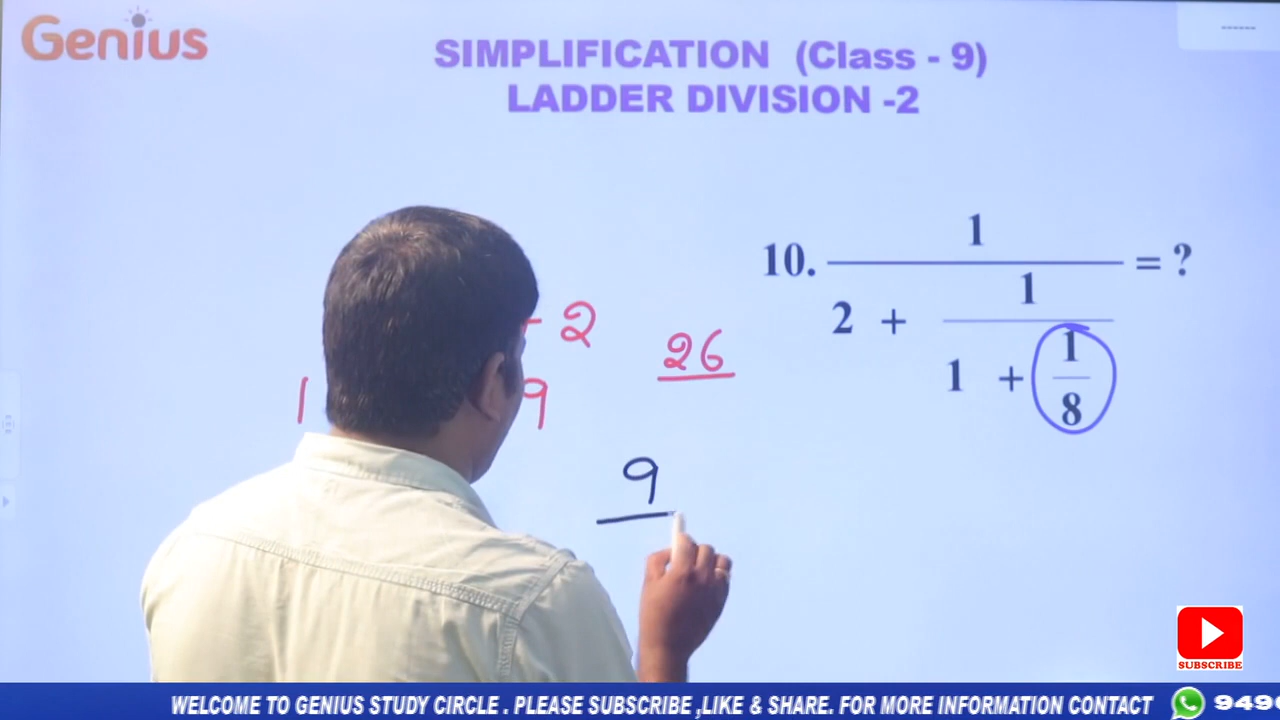 Genius
------
SIMPLIFICATION (Class - 9)
LADDER DIVISION -2
10. 1
= ?
2 + 1
1 + 1
8
2
26
1
9
9
SUBSCRIBE
WELCOME TO GENIUS STUDY CIRCLE . PLEASE SUBSCRIBE ,LIKE & SHARE. FOR MORE INFORMATION CONTACT